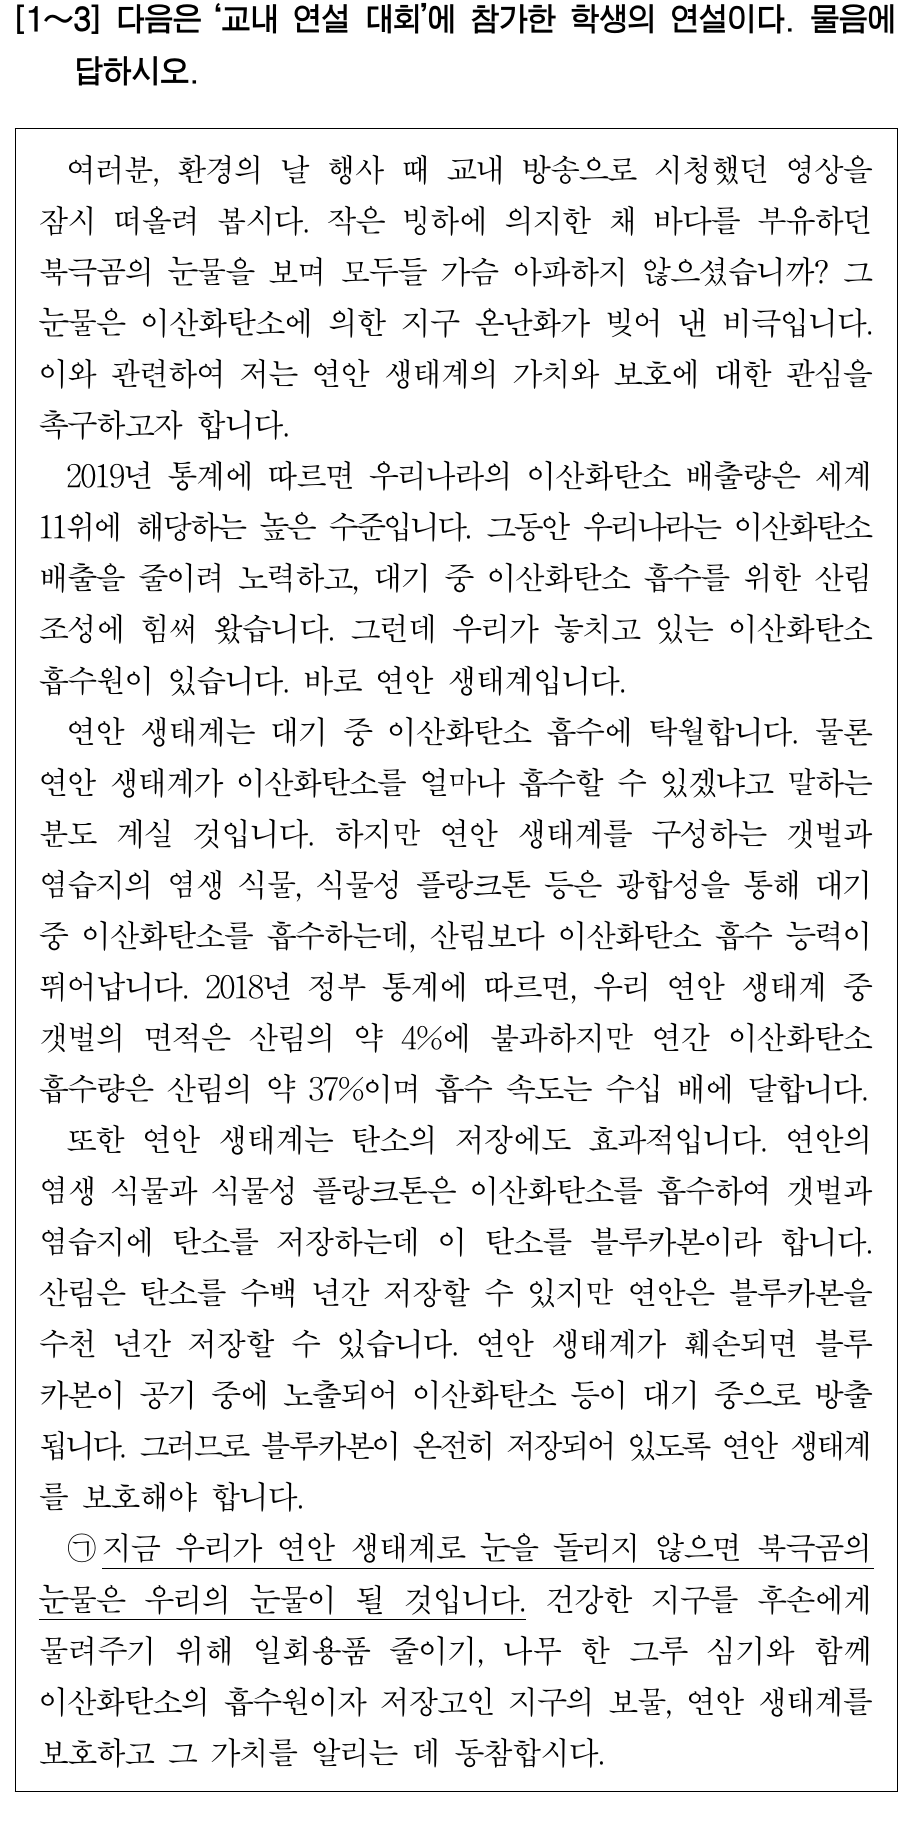 [1~3] 다음은 ‘교내 연설 대회’에 참가한 학생의 연설이다. 물음에
답하시오.
여러분, 환경의 날 행사 때 교내 방송으로 시청했던 영상을
잠시 떠올려 봅시다. 작은 빙하에 의지한 채 바다를 부유하던
북극곰의 눈물을 보며 모두들 가슴 아파하지 않으셨습니까? 그
눈물은 이산화탄소에 의한 지구 온난화가 빚어 낸 비극입니다.
이와 관련하여 저는 연안 생태계의 가치와 보호에 대한 관심을
촉구하고자 합니다.
2019년 통계에 따르면 우리나라의 이산화탄소 배출량은 세계
11위에 해당하는 높은 수준입니다. 그동안 우리나라는 이산화탄소
배출을 줄이려 노력하고, 대기 중 이산화탄소 흡수를 위한 산림
조성에 힘써 왔습니다. 그런데 우리가 놓치고 있는 이산화탄소
흡수원이 있습니다. 바로 연안 생태계입니다.
연안 생태계는 대기 중 이산화탄소 흡수에 탁월합니다. 물론
연안 생태계가 이산화탄소를 얼마나 흡수할 수 있겠냐고 말하는
분도 계실 것입니다. 하지만 연안 생태계를 구성하는 갯벌과
염습지의 염생 식물, 식물성 플랑크톤 등은 광합성을 통해 대기
중 이산화탄소를 흡수하는데, 산림보다 이산화탄소 흡수 능력이
뛰어납니다. 2018년 정부 통계에 따르면, 우리 연안 생태계 중
갯벌의 면적은 산림의 약 4%에 불과하지만 연간 이산화탄소
흡수량은 산림의 약 37%이며 흡수 속도는 수십 배에 달합니다.
또한 연안 생태계는 탄소의 저장에도 효과적입니다. 연안의
염생 식물과 식물성 플랑크톤은 이산화탄소를 흡수하여 갯벌과
염습지에 탄소를 저장하는데 이 탄소를 블루카본이라 합니다.
산림은 탄소를 수백 년간 저장할 수 있지만 연안은 블루카본을
수천 년간 저장할 수 있습니다. 연안 생태계가 훼손되면 블루
카본이 공기 중에 노출되어 이산화탄소 등이 대기 중으로 방출
됩니다. 그러므로 블루카본이 온전히 저장되어 있도록 연안 생태계
를 보호해야 합니다.
㉠지금 우리가 연안 생태계로 눈을 돌리지 않으면 북극곰의
눈물은 우리의 눈물이 될 것입니다. 건강한 지구를 후손에게
물려주기 위해 일회용품 줄이기, 나무 한 그루 심기와 함께
이산화탄소의 흡수원이자 저장고인 지구의 보물, 연안 생태계를
보호하고 그 가치를 알리는 데 동참합시다.